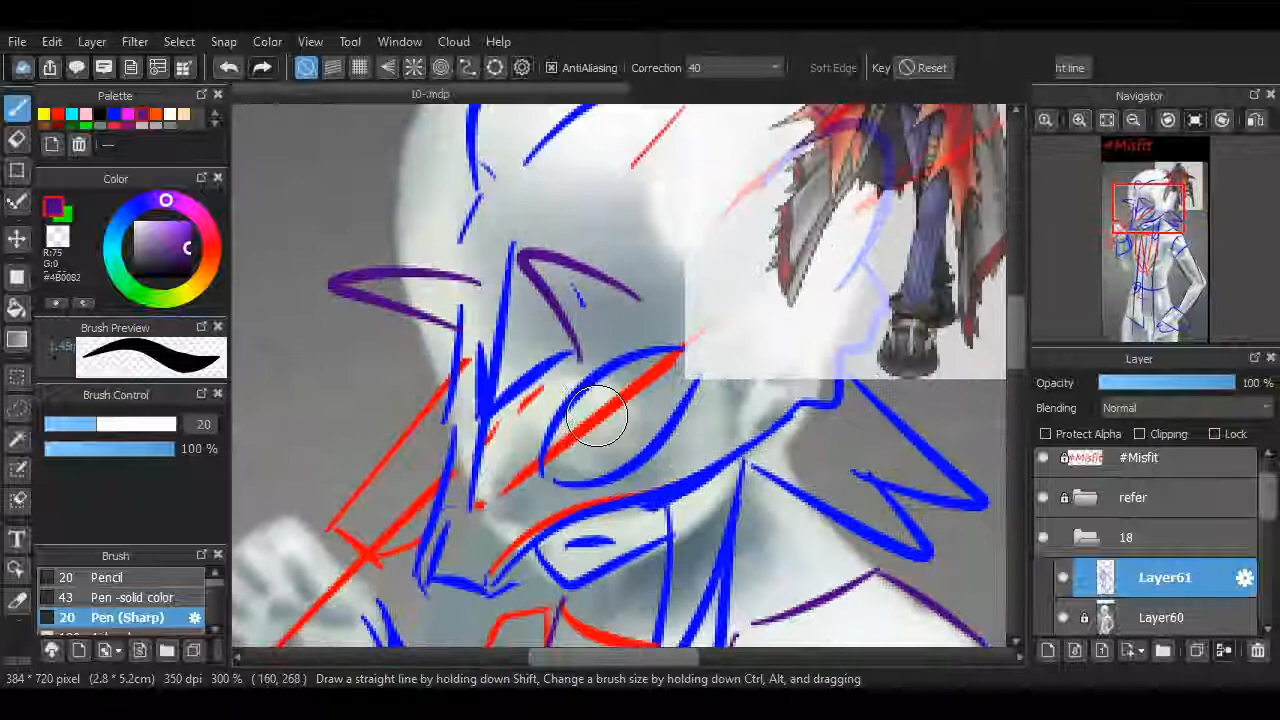 File Edit Layer Filter Select Snap Color View Tool Window Cloud Help
AntiAliasing Correction 40 Soft Edge Key Reset ht line
Palette
10-.mdp
Navigator
#Misfit
Color
R:75
G:0
#4B0082
Brush Preview
Brush Control
20
100 %
Brush
20 Pencil
43 Pen -solid color
20 Pen (Sharp)
Layer
Opacity 100 %
Blending Normal
Protect Alpha Clipping Lock
#Misfit #Misfit
refer
18
Layer61
Layer60
384 * 720 pixel (2.8 * 5.2cm) 350 dpi 300 % ( 160, 268 ) Draw a straight line by holding down Shift, Change a brush size by holding down Ctrl, Alt, and dragging